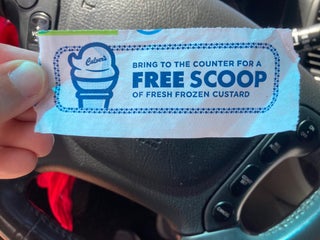 Culver's
BRING TO THE COUNTER FOR A
FREE SCOOP
OF FRESH FROZEN CUSTARD